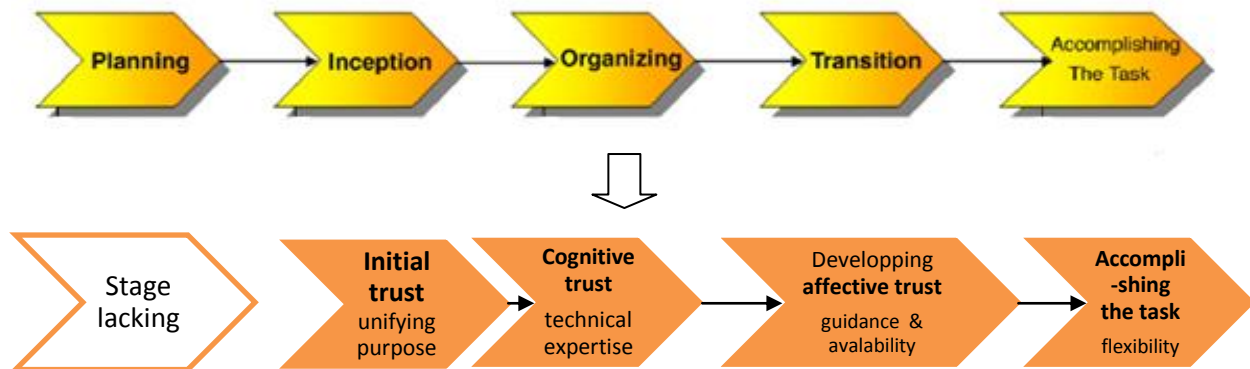 Planning
Inception
Organizing
Transition
Accomplishing
The Task
Stage
lacking
Initial
trust
unifying
purpose
Cognitive
trust
technical
expertise
Developping
affective trust
guidance &
avalability
Accompli
-shing
the task
flexibility